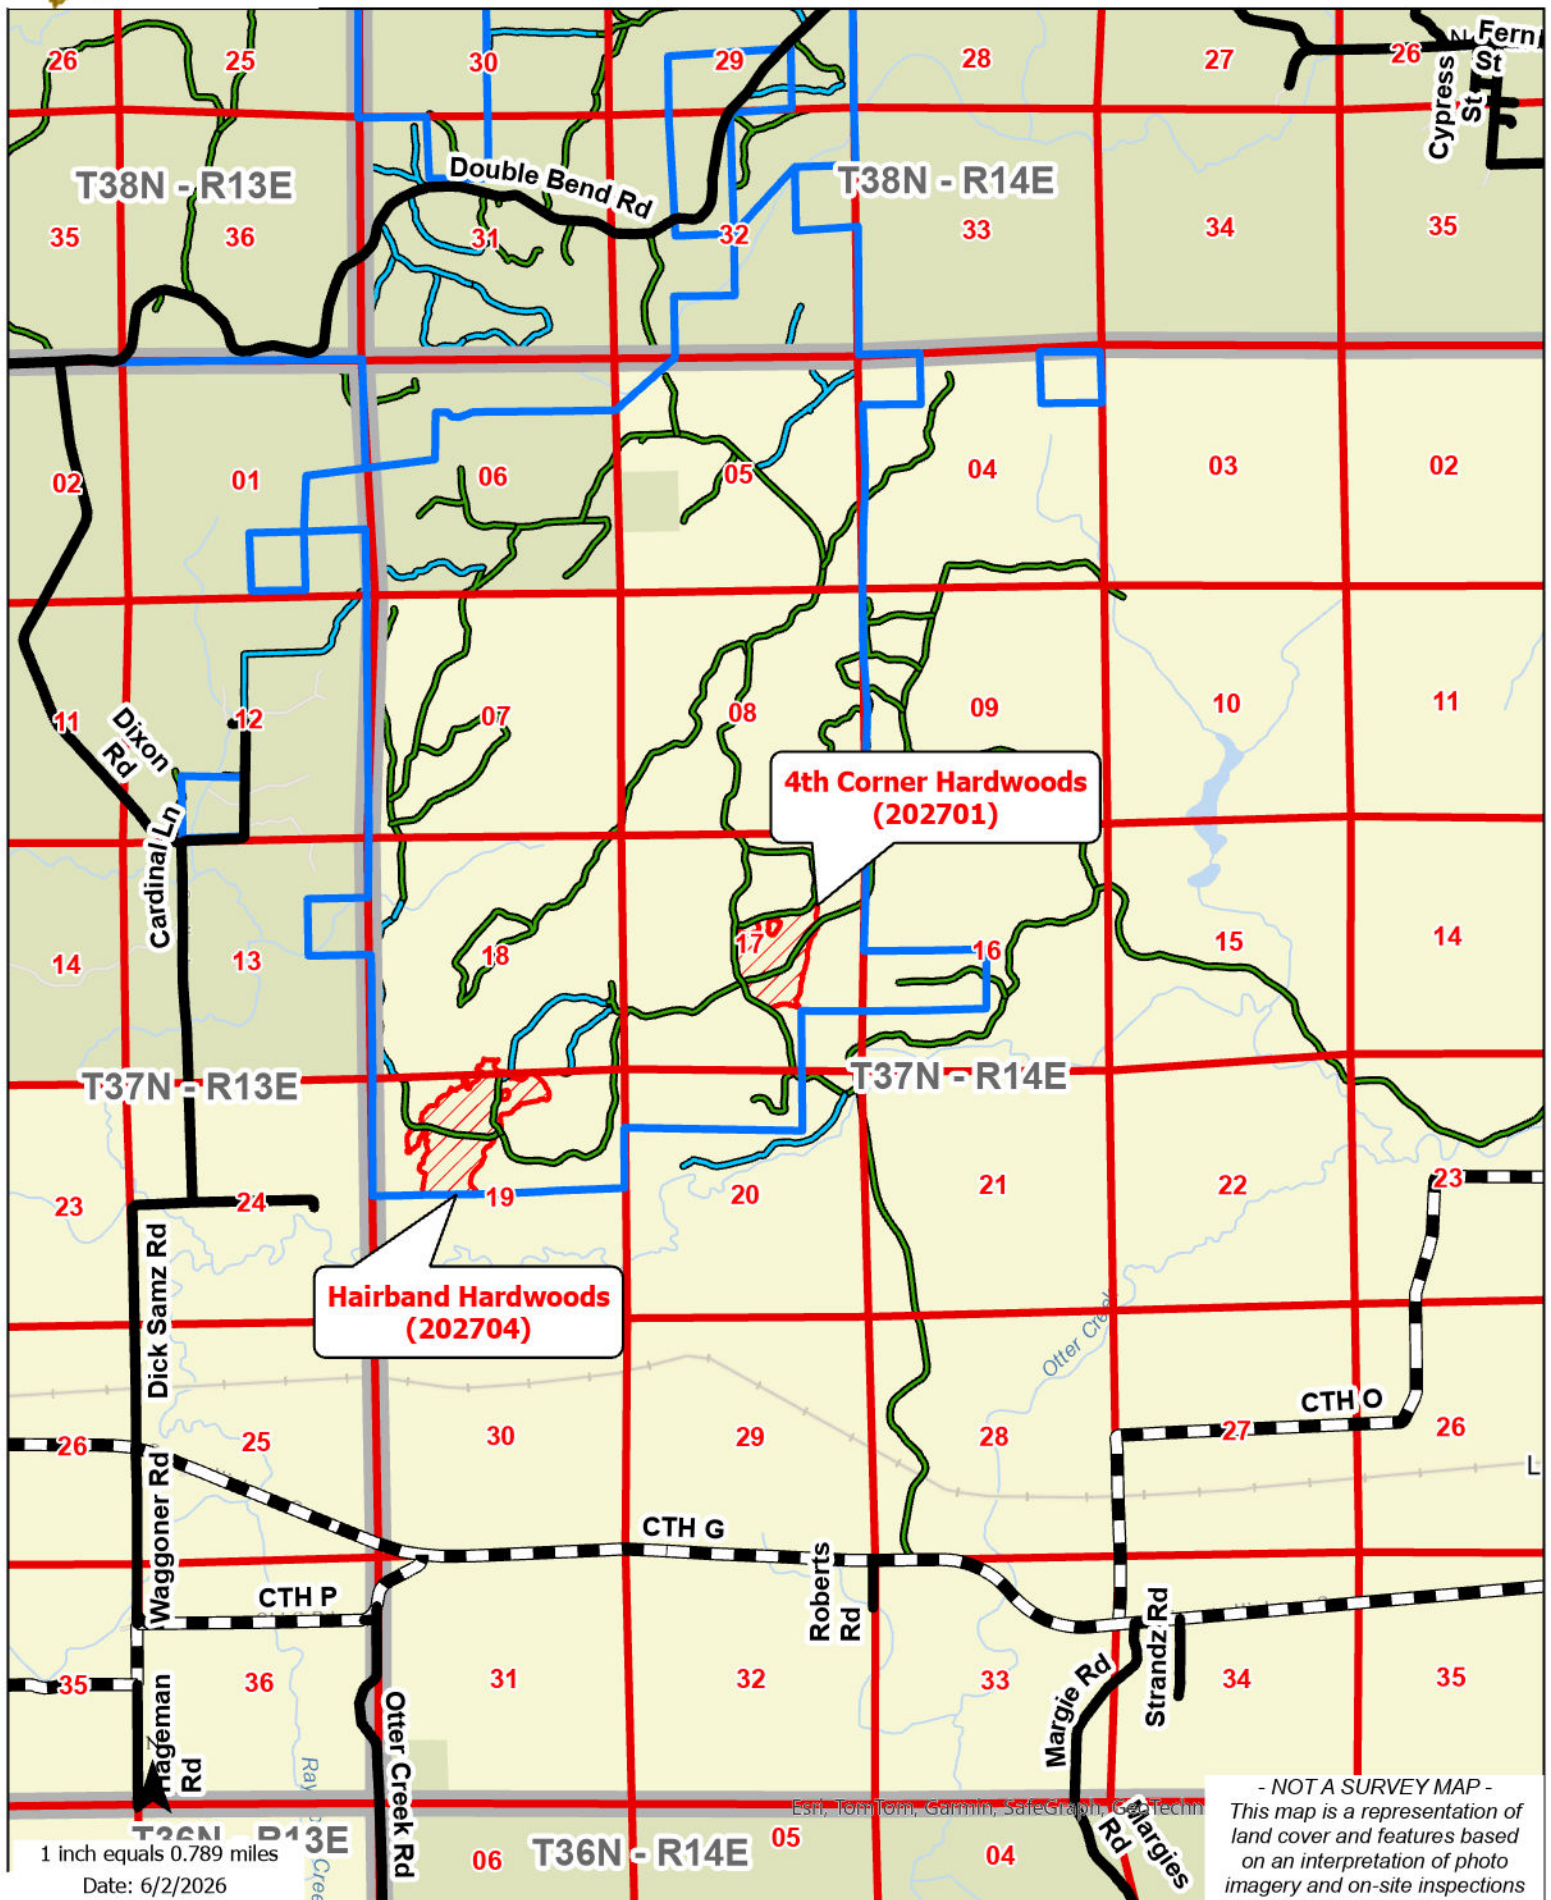 26
25
30
29
28
27
26
N
Fern
St
Cypress
St
T38N - R13E
Double Bend Rd
T38N - R14E
35
36
31
32
33
34
35
02
01
06
05
04
03
02
11
Dixon
Rd
12
07
08
09
10
11
4th Corner Hardwoods
(202701)
Cardinal Ln
14
13
18
17
16
15
14
T37N - R13E
T37N - R14E
23
24
19
20
21
22
23
Hairband Hardwoods
(202704)
Dick Samz Rd
Otter Creek
CTH O
26
25
30
29
28
27
26
L
Waggoner Rd
CTH G
CTH P
Roberts
Rd
Strandz Rd
35
36
31
32
33
34
35
Margie Rd
Hageman
Rd
N
Otter Creek Rd
Esri, TomTom, Garmin, SafeGraph, GeoTechn
Margies
Rd
T36N - R13E
06
T36N - R14E
05
04
1 inch equals 0.789 miles
Date: 6/2/2026
- NOT A SURVEY MAP -
This map is a representation of
land cover and features based
on an interpretation of photo
imagery and on-site inspections